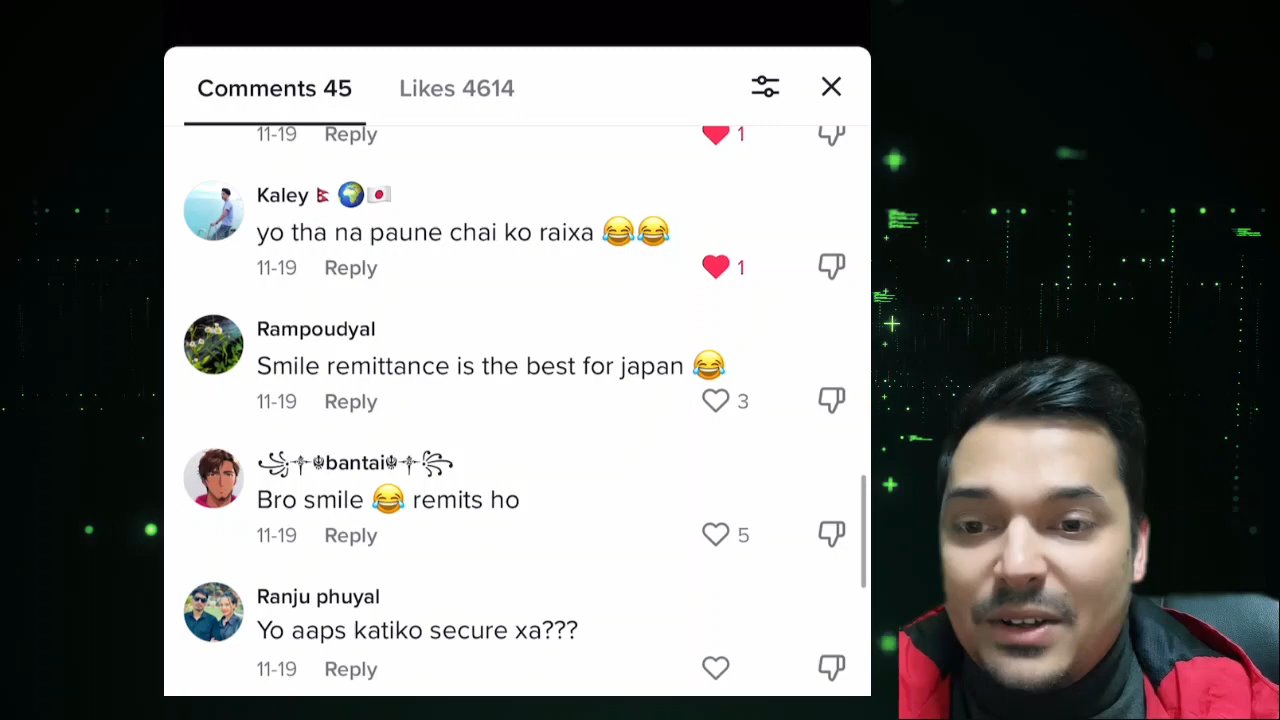 Comments 45
Likes 4614
11-19 Reply 1
Kaley 🇳🇵 🌍 🇯🇵
yo tha na paune chai ko raixa 😂😂
11-19 Reply 1
Rampoudyal
Smile remittance is the best for japan 😂
11-19 Reply 3
꧁༒☬bantai☬༒꧂
Bro smile 😂 remits ho
11-19 Reply 5
Ranju phuyal
Yo aaps katiko secure xa???
11-19 Reply